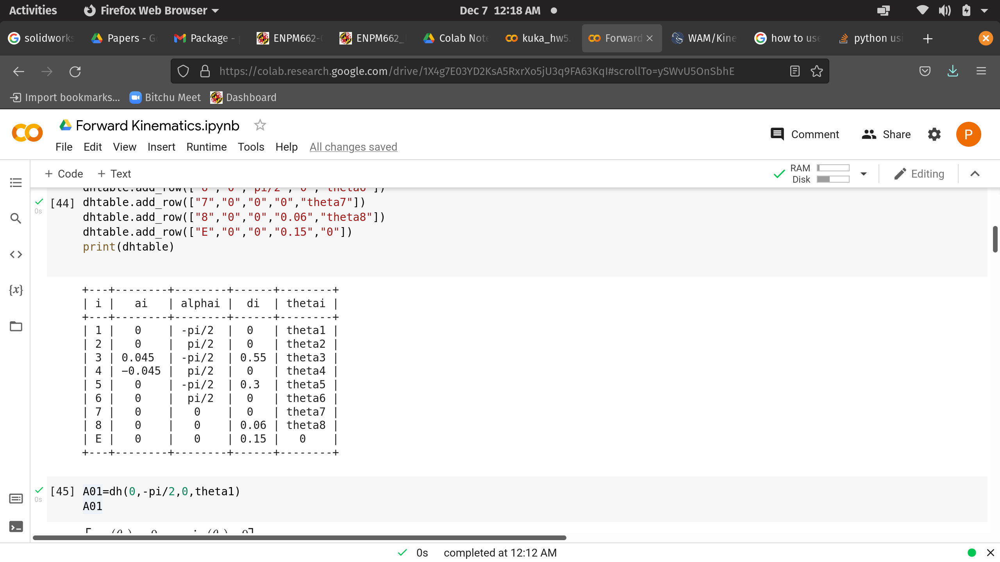 Activities Firefox Web Browser Dec 7 12:18 AM
solidworks Papers - G Package - ENPM662- ENPM662_ Colab Note kuka_hw5. Forward WAM/Kine how to use python usi
https://colab.research.google.com/drive/1X4g7E03YD2KsA5RxrXo5jU3q9FA63KqI#scrollTo=ySWvU5OnSbhE
Import bookmarks... Bitchu Meet Dashboard
Forward Kinematics.ipynb
Comment Share P
File Edit View Insert Runtime Tools Help All changes saved
+ Code + Text RAM Disk Editing
dhtable.add_row(["6","0","pi/2","0","theta6"])
[44] dhtable.add_row(["7","0","0","0","theta7"])
0s
dhtable.add_row(["8","0","0","0.06","theta8"])
dhtable.add_row(["E","0","0","0.15","0"])
print(dhtable)
+---+--------+--------+------+--------+
| i | ai | alphai | di | thetai |
+---+--------+--------+------+--------+
| 1 | 0 | -pi/2 | 0 | theta1 |
| 2 | 0 | pi/2 | 0 | theta2 |
| 3 | 0.045 | -pi/2 | 0.55 | theta3 |
| 4 | −0.045 | pi/2 | 0 | theta4 |
| 5 | 0 | -pi/2 | 0.3 | theta5 |
| 6 | 0 | pi/2 | 0 | theta6 |
| 7 | 0 | 0 | 0 | theta7 |
| 8 | 0 | 0 | 0.06 | theta8 |
| E | 0 | 0 | 0.15 | 0 |
+---+--------+--------+------+--------+
[45] A01=dh(0,-pi/2,0,theta1)
0s
A01
0s completed at 12:12 AM